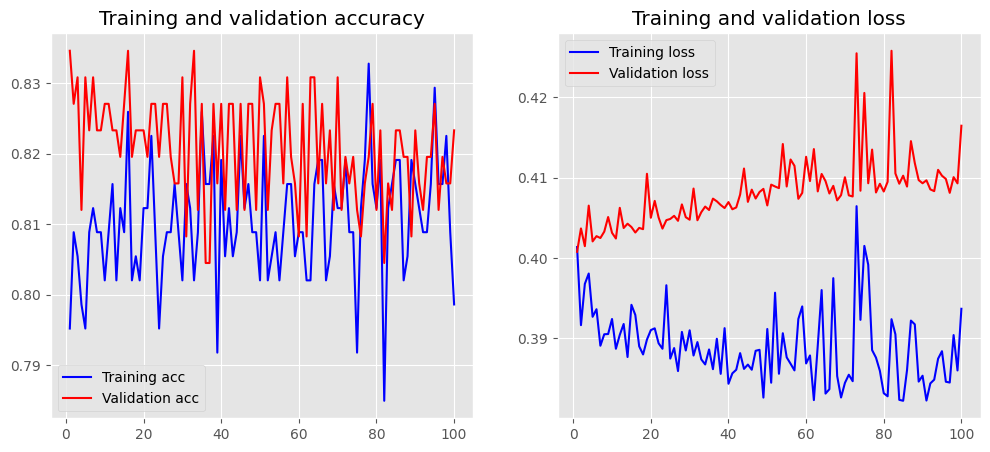 Training and validation accuracy
0.83
0.82
0.81
0.80
0.79
Training acc
Validation acc
0 20 40 60 80 100
Training and validation loss
Training loss
Validation loss
0.42
0.41
0.40
0.39
0 20 40 60 80 100